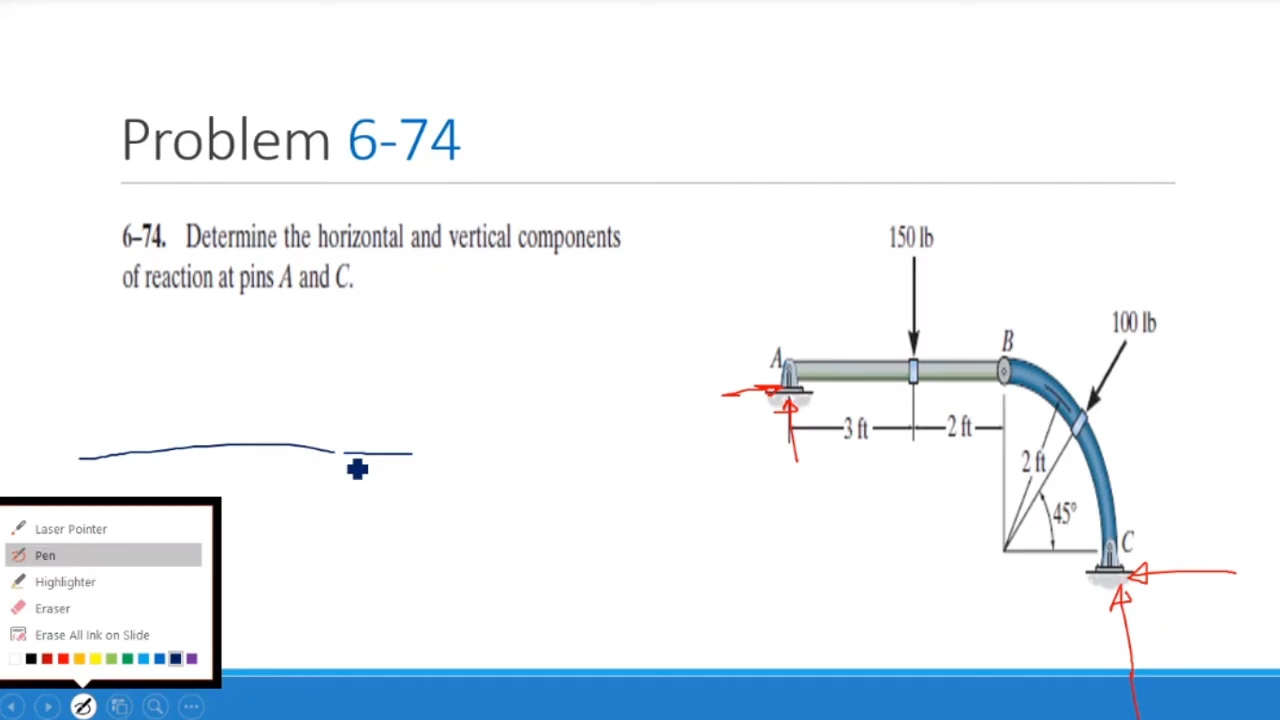 Problem 6-74
6–74. Determine the horizontal and vertical components
of reaction at pins A and C.
150 lb
100 lb
A
B
3 ft
2 ft
2 ft
45°
C
Laser Pointer
Pen
Highlighter
Eraser
Erase All Ink on Slide